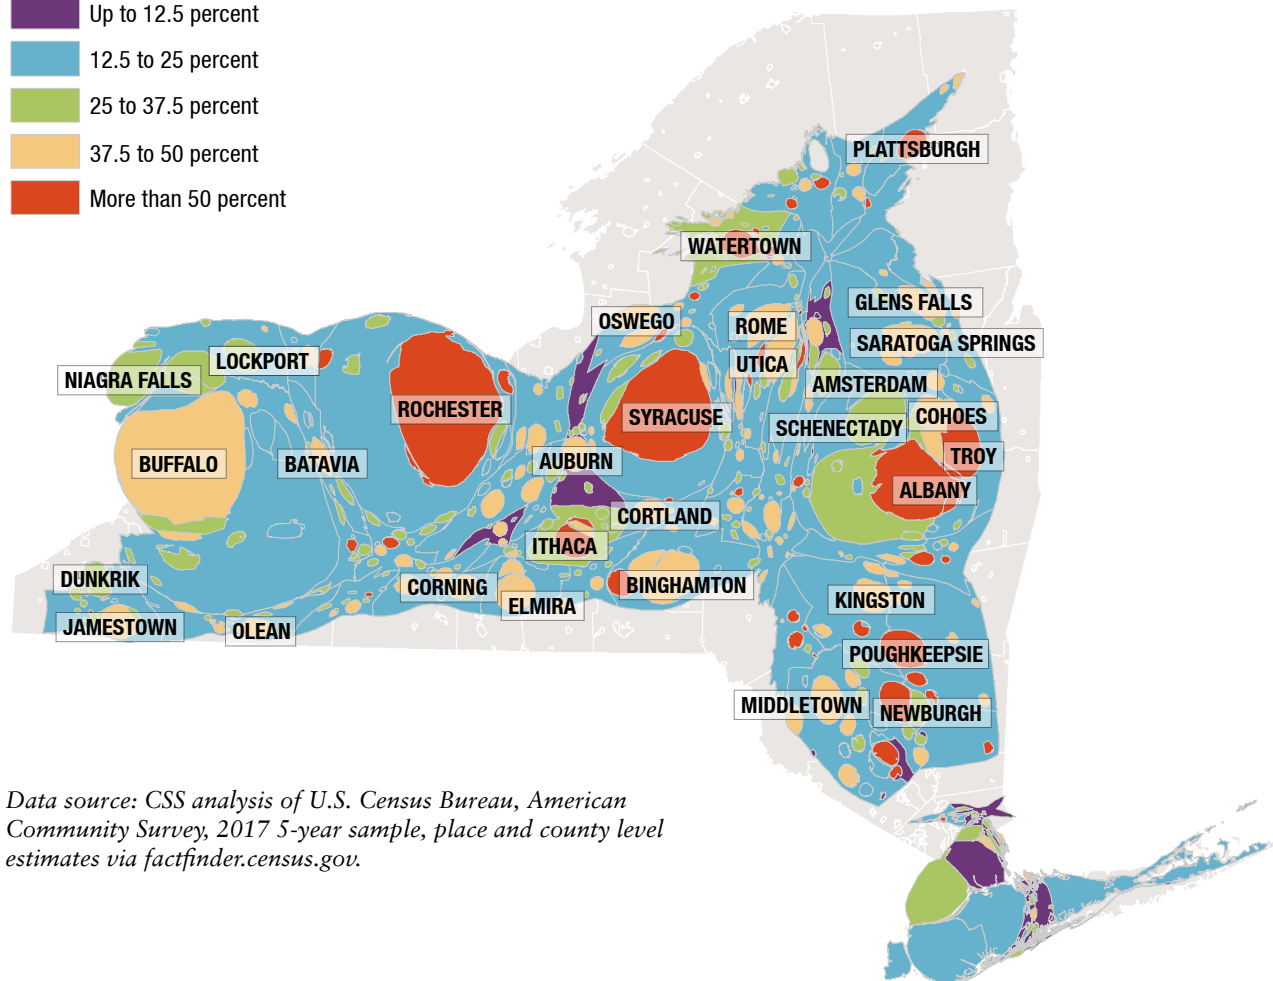 Up to 12.5 percent
12.5 to 25 percent
25 to 37.5 percent
37.5 to 50 percent
More than 50 percent
PLATTSBURGH
WATERTOWN
GLENS FALLS
OSWEGO
ROME
SARATOGA SPRINGS
LOCKPORT
UTICA
NIAGRA FALLS
AMSTERDAM
ROCHESTER
SYRACUSE
COHOES
SCHENECTADY
BUFFALO
BATAVIA
AUBURN
TROY
ALBANY
CORTLAND
ITHACA
DUNKRIK
CORNING
BINGHAMTON
ELMIRA
KINGSTON
JAMESTOWN
OLEAN
POUGHKEEPSIE
MIDDLETOWN
NEWBURGH
Data source: CSS analysis of U.S. Census Bureau, American
Community Survey, 2017 5-year sample, place and county level
estimates via factfinder.census.gov.